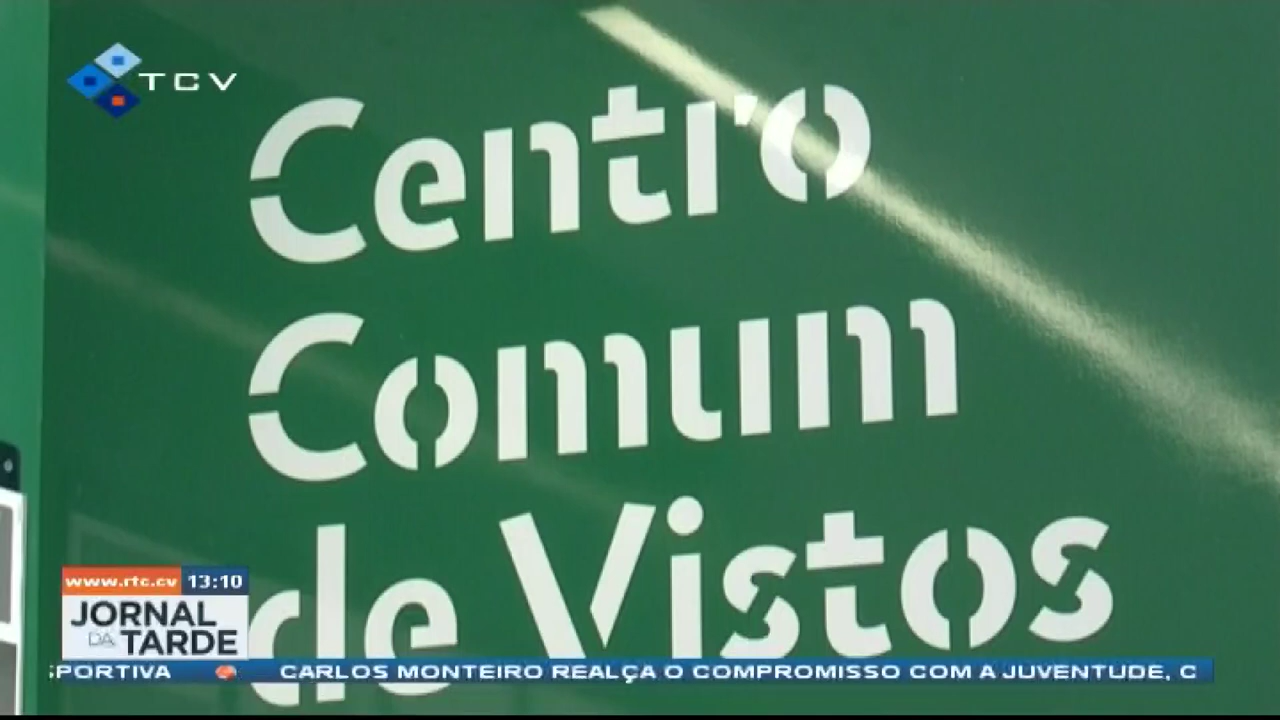 TCV
Centro
Comum
de Vistos
www.rtc.cv 13:10
JORNAL
DA TARDE
SPORTIVA CARLOS MONTEIRO REALÇA O COMPROMISSO COM A JUVENTUDE, C